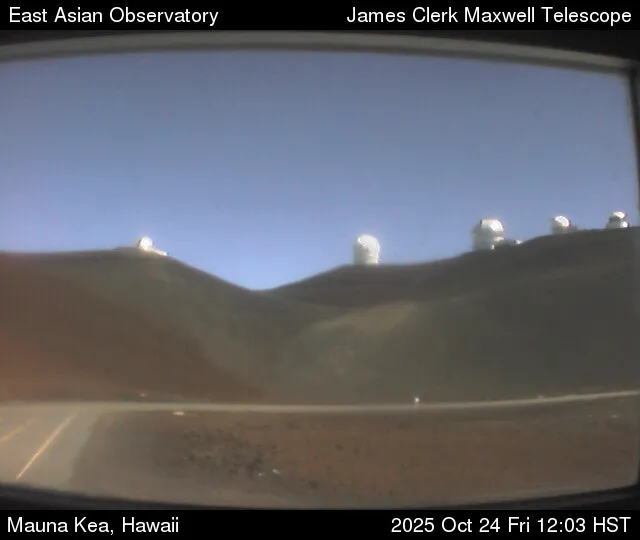 East Asian Observatory
James Clerk Maxwell Telescope
Mauna Kea, Hawaii
2025 Oct 24 Fri 12:03 HST